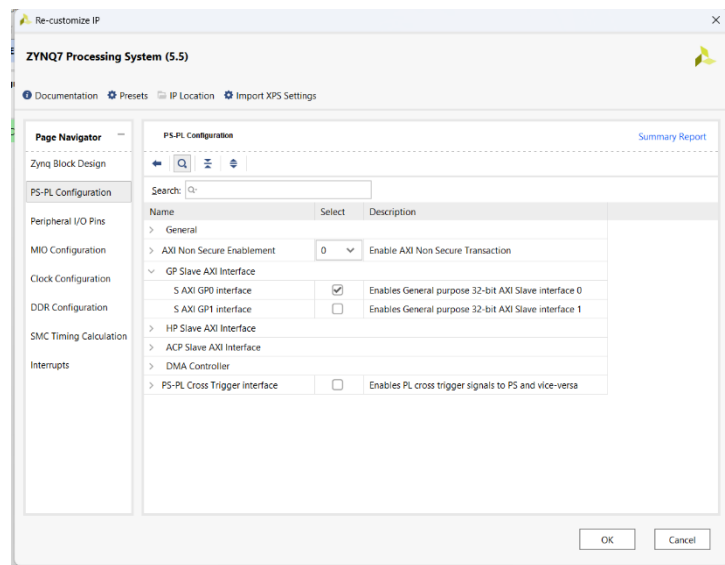 Re-customize IP
ZYNQ7 Processing System (5.5)
Documentation Presets IP Location Import XPS Settings
Page Navigator
Zynq Block Design
PS-PL Configuration
Peripheral I/O Pins
MIO Configuration
Clock Configuration
DDR Configuration
SMC Timing Calculation
Interrupts
PS-PL Configuration Summary Report
Search:
Name Select Description
General
AXI Non Secure Enablement 0 Enable AXI Non Secure Transaction
GP Slave AXI Interface
S AXI GP0 interface Enables General purpose 32-bit AXI Slave interface 0
S AXI GP1 interface Enables General purpose 32-bit AXI Slave interface 1
HP Slave AXI Interface
ACP Slave AXI Interface
DMA Controller
PS-PL Cross Trigger interface Enables PL cross trigger signals to PS and vice-versa
OK Cancel